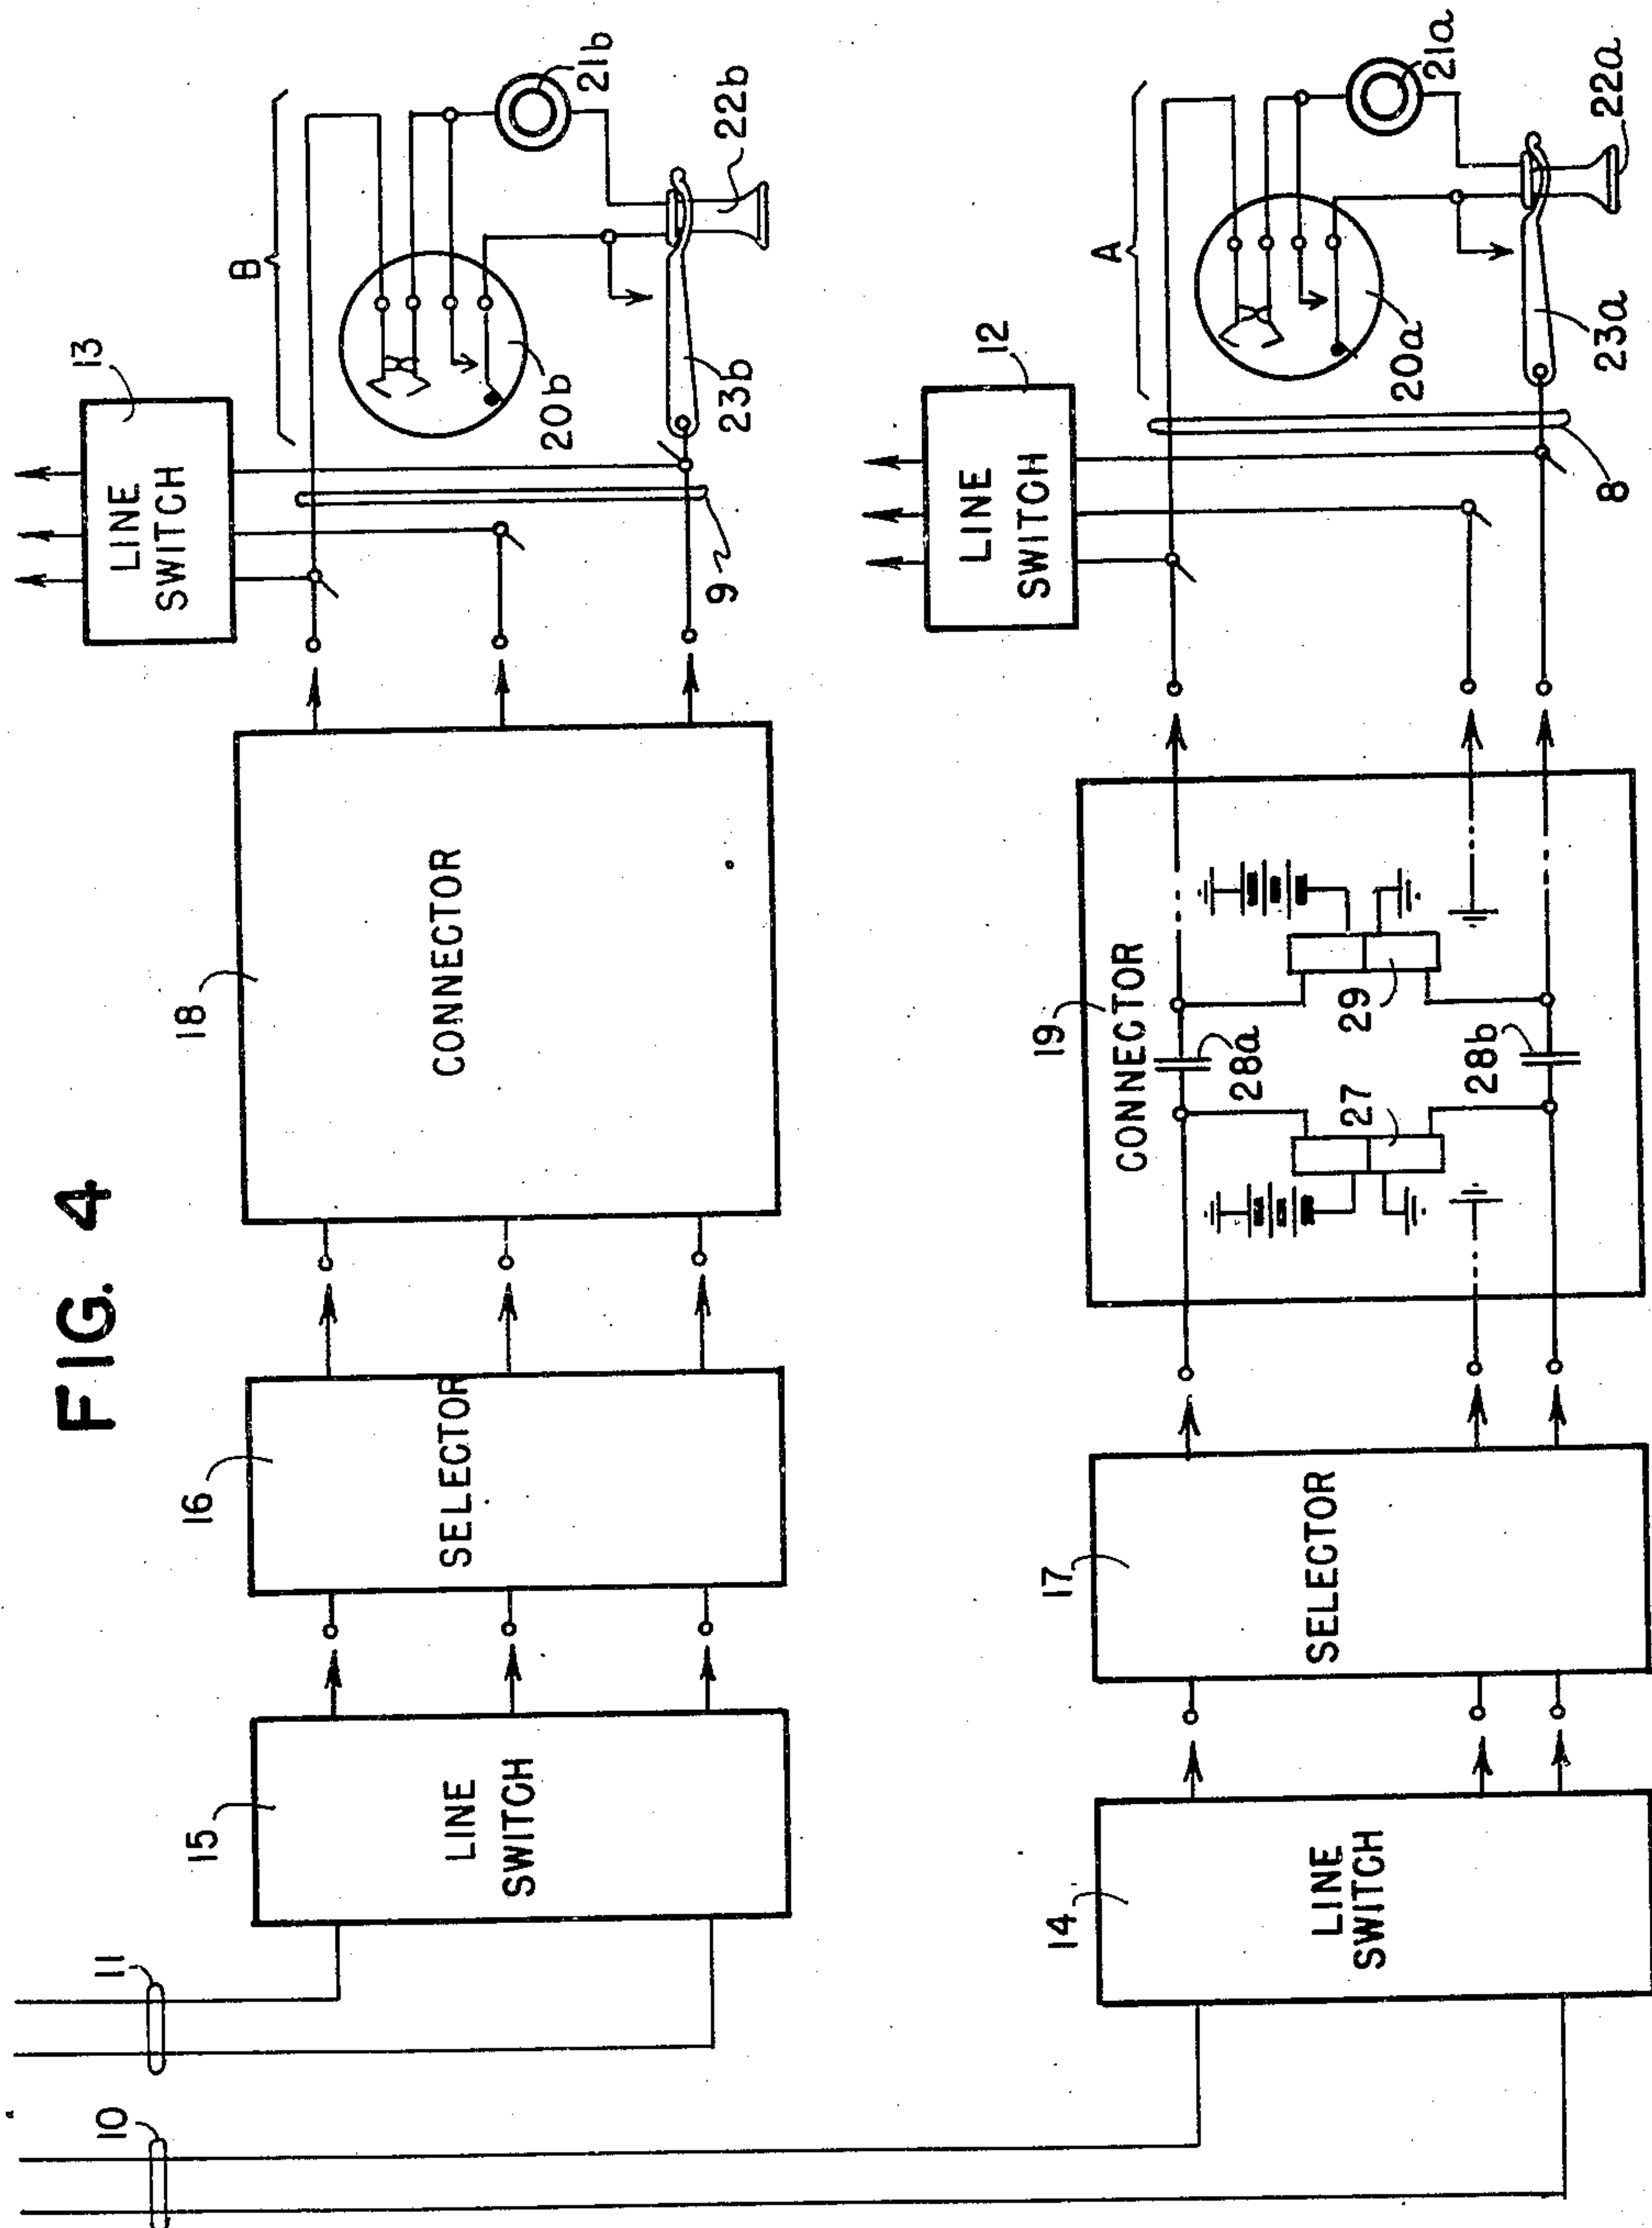 FIG. 4
10
11
15
LINE
SWITCH
16
SELECTOR
18
CONNECTOR
13
LINE
SWITCH
9
B
20b
21b
22b
23b
14
LINE
SWITCH
17
SELECTOR
19
CONNECTOR
27
28a
28b
29
12
LINE
SWITCH
8
A
20a
21a
22a
23a